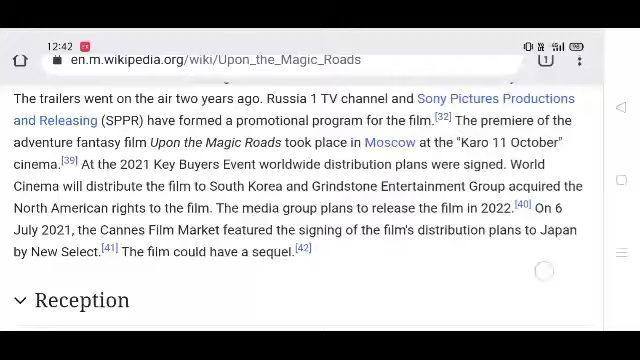 12:42
en.m.wikipedia.org/wiki/Upon_the_Magic_Roads
1
The trailers went on the air two years ago. Russia 1 TV channel and Sony Pictures Productions
and Releasing (SPPR) have formed a promotional program for the film.[32] The premiere of the
adventure fantasy film Upon the Magic Roads took place in Moscow at the "Karo 11 October"
cinema.[39] At the 2021 Key Buyers Event worldwide distribution plans were signed. World
Cinema will distribute the film to South Korea and Grindstone Entertainment Group acquired the
North American rights to the film. The media group plans to release the film in 2022.[40] On 6
July 2021, the Cannes Film Market featured the signing of the film's distribution plans to Japan
by New Select.[41] The film could have a sequel.[42]
Reception